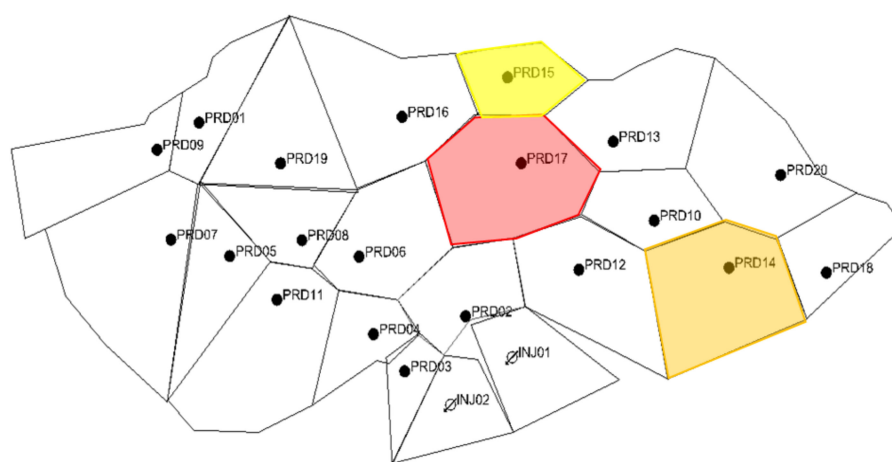 PRD15
PRD01
PRD16
PRD13
PRD09
PRD19
PRD17
PRD20
PRD10
PRD07
PRD08
PRD05
PRD06
PRD12
PRD14
PRD18
PRD11
PRD02
PRD04
INJ01
PRD03
INJ02